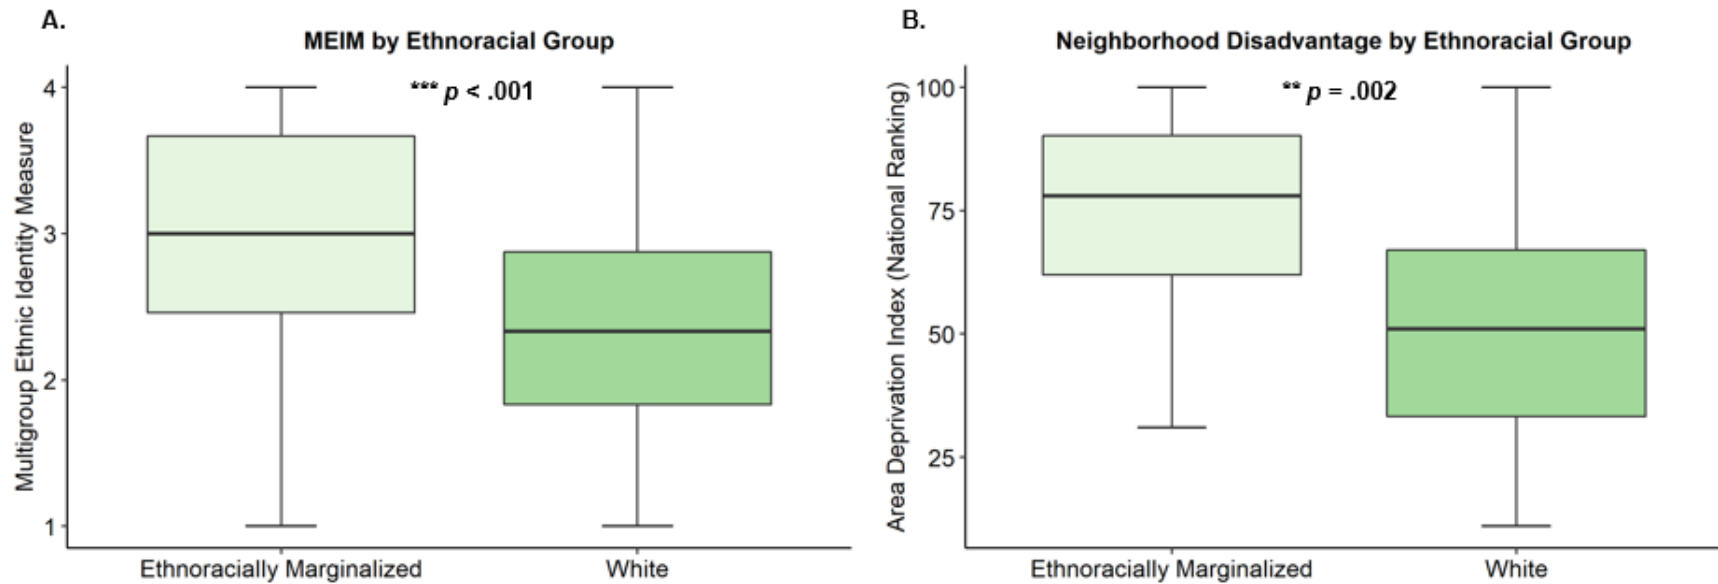 A.
MEIM by Ethnoracial Group
*** p < .001
Multigroup Ethnic Identity Measure
4
3
2
1
Ethnoracially Marginalized
White
B.
Neighborhood Disadvantage by Ethnoracial Group
** p = .002
Area Deprivation Index (National Ranking)
100
75
50
25
Ethnoracially Marginalized
White